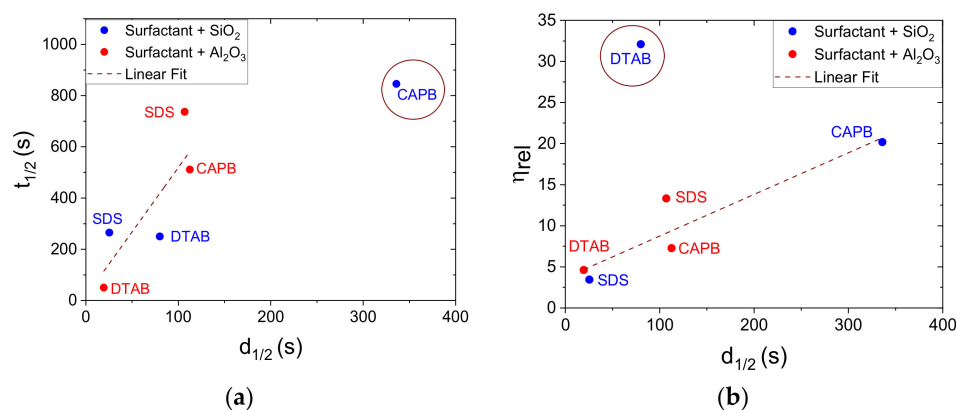 (a)
1000
800
600
400
200
0
t1/2 (s)
Surfactant + SiO2
Surfactant + Al2O3
Linear Fit
CAPB
SDS
CAPB
SDS
DTAB
DTAB
0 100 200 300 400
d1/2 (s)
(a)
(b)
35
30
25
20
15
10
5
0
ηrel
Surfactant + SiO2
Surfactant + Al2O3
Linear Fit
DTAB
CAPB
SDS
CAPB
DTAB
SDS
0 100 200 300 400
d1/2 (s)
(b)